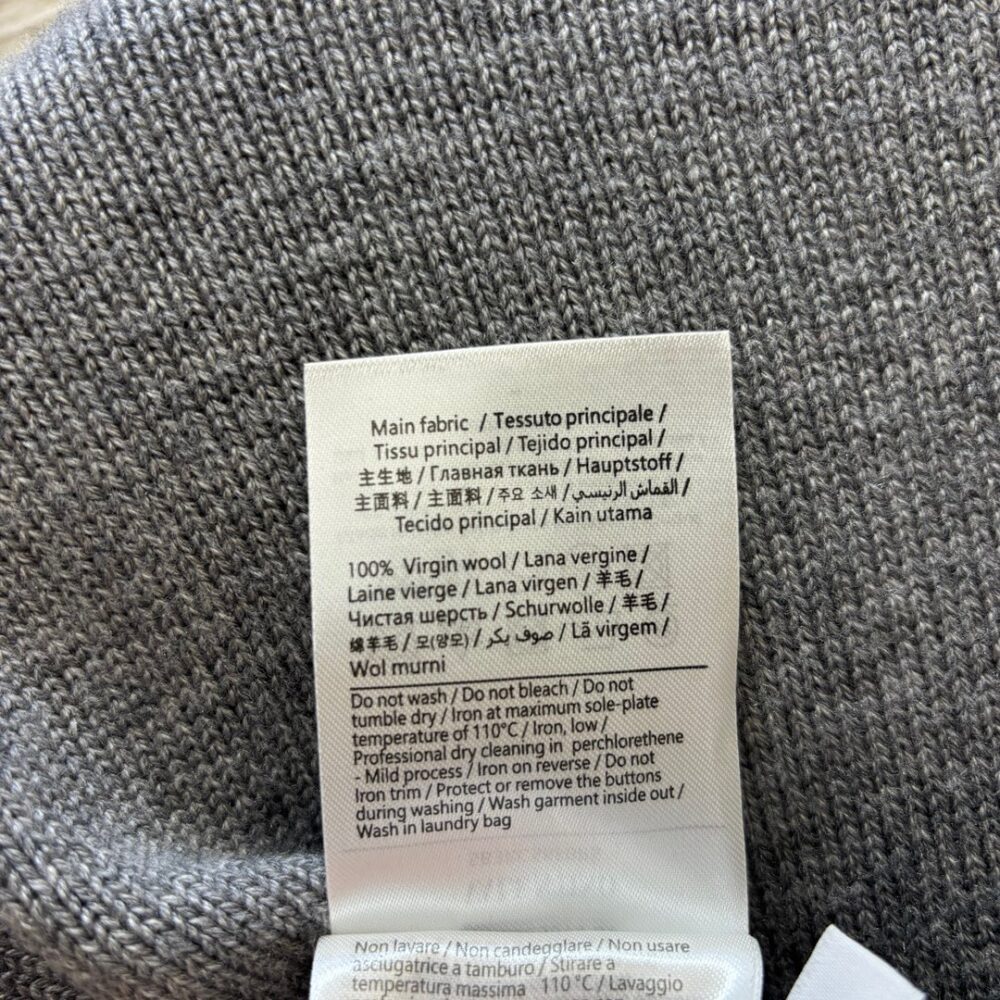 Main fabric / Tessuto principale /
Tissu principal / Tejido principal /
主生地 / Главная ткань / Hauptstoff /
主面料 / 主面料 / 주요 소새 / القماش الرئيسي /
Tecido principal / Kain utama
100% Virgin wool / Lana vergine /
Laine vierge / Lana virgen / 羊毛 /
Чистая шерсть / Schurwolle / 羊毛 /
绵羊毛 / 모(양모) / صوف بكر / Lã virgem /
Wol murni
Do not wash / Do not bleach / Do not
tumble dry / Iron at maximum sole-plate
temperature of 110°C / Iron, low /
Professional dry cleaning in perchlorethene
- Mild process / Iron on reverse / Do not
Iron trim / Protect or remove the buttons
during washing / Wash garment inside out /
Wash in laundry bag
Non lavare / Non candeggiare / Non usare
asciugatrice a tamburo / Stirare a
temperatura massima 110 °C / Lavaggio